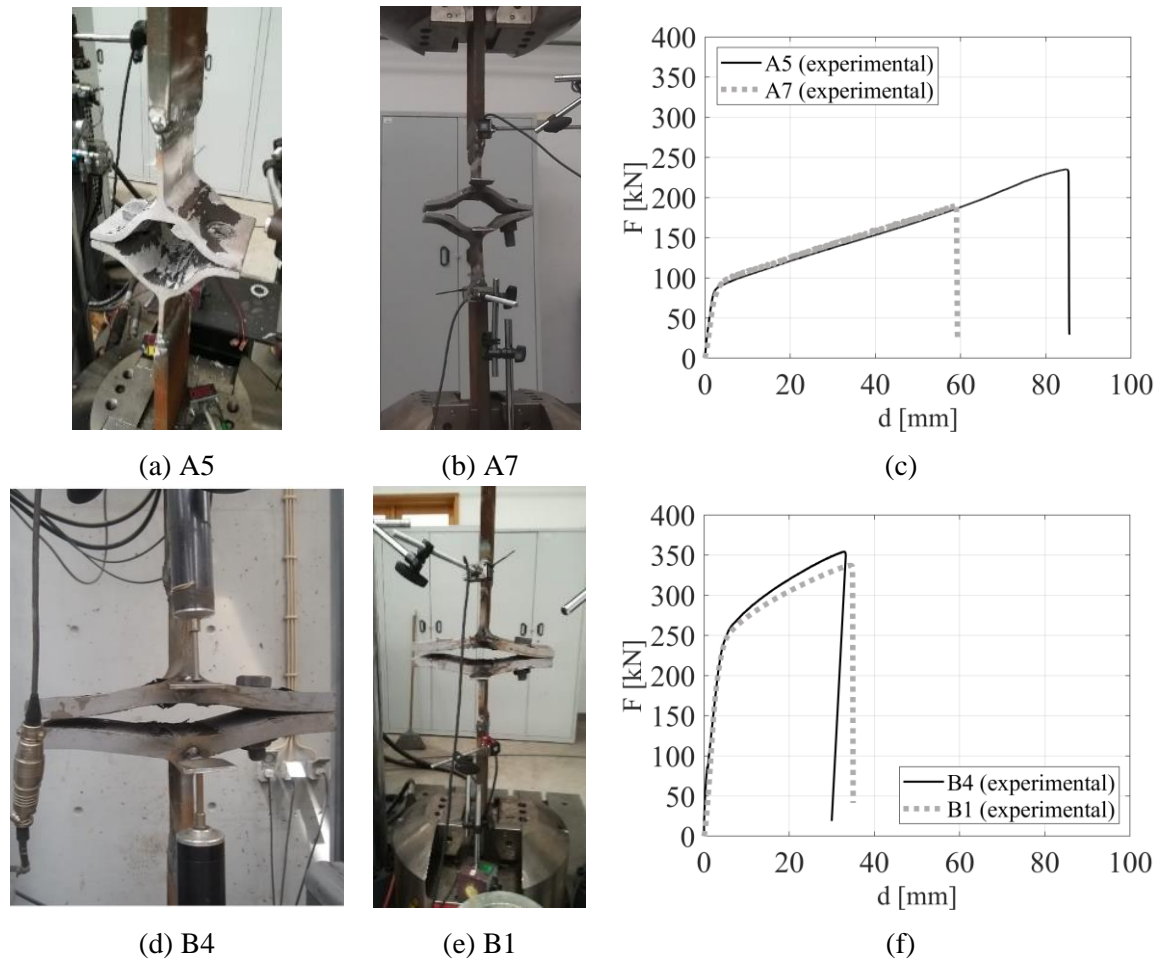 400
350
300
250
200
150
100
50
0
F [kN]
A5 (experimental)
A7 (experimental)
0 20 40 60 80 100
d [mm]
(a) A5 (b) A7 (c)
400
350
300
250
200
150
100
50
0
F [kN]
B4 (experimental)
B1 (experimental)
0 20 40 60 80 100
d [mm]
(d) B4 (e) B1 (f)